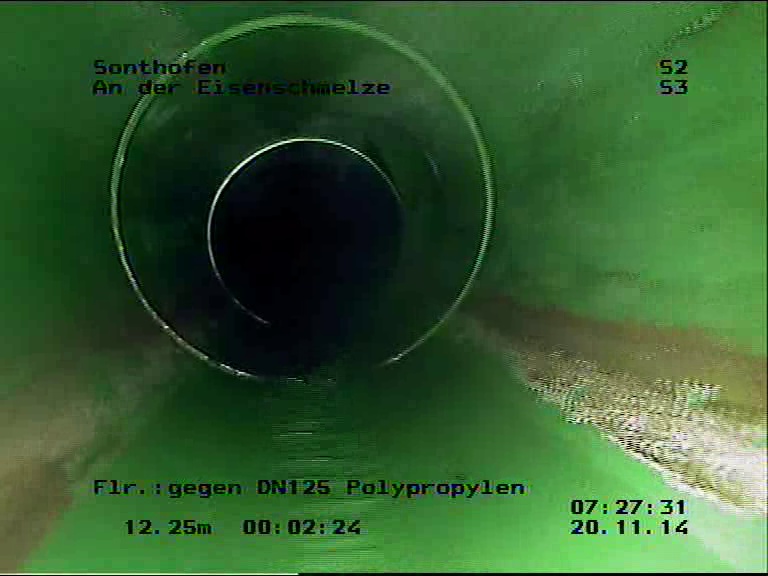 Sonthofen S2
An der Eisenschmelze S3
Flr.:gegen DN125 Polypropylen
07:27:31
12.25m 00:02:24 20.11.14